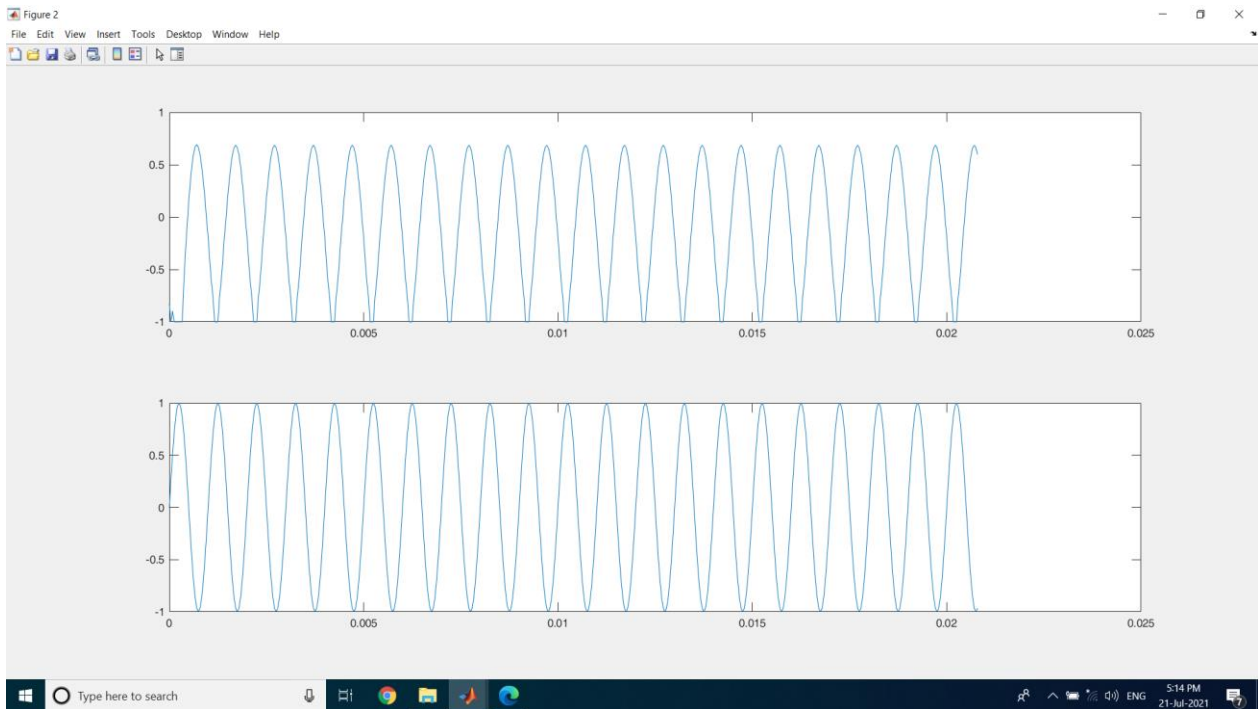 Figure 2
File Edit View Insert Tools Desktop Window Help
1
0.5
0
-0.5
-1
0 0.005 0.01 0.015 0.02 0.025
1
0.5
0
-0.5
-1
0 0.005 0.01 0.015 0.02 0.025
Type here to search
ENG
5:14 PM
21-Jul-2021
7